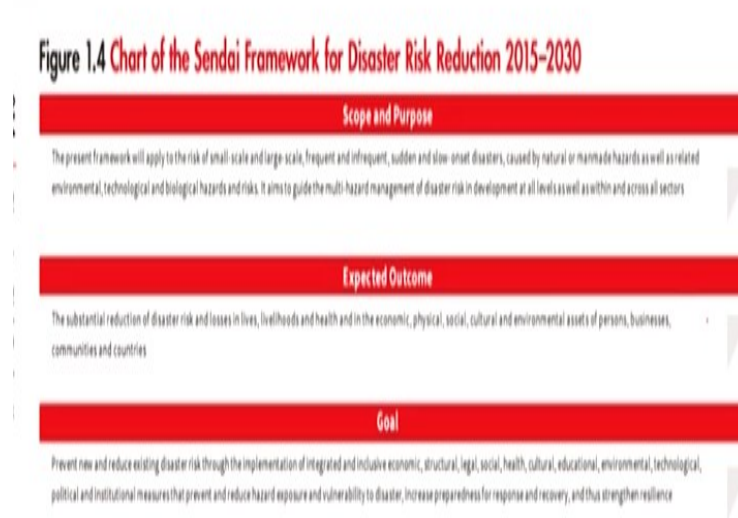 Figure 1.4 Chart of the Sendai Framework for Disaster Risk Reduction 2015–2030
Scope and Purpose
The present framework will apply to the risk of small-scale and large-scale, frequent and infrequent, sudden and slow-onset disasters, caused by natural or manmade hazards as well as related
environmental, technological and biological hazards and risks. It aims to guide the multi-hazard management of disaster risk in development at all levels as well as within and across all sectors
Expected Outcome
The substantial reduction of disaster risk and losses in lives, livelihoods and health and in the economic, physical, social, cultural and environmental assets of persons, businesses,
communities and countries
Goal
Prevent new and reduce existing disaster risk through the implementation of integrated and inclusive economic, structural, legal, social, health, cultural, educational, environmental, technological,
political and institutional measures that prevent and reduce hazard exposure and vulnerability to disaster, increase preparedness for response and recovery, and thus strengthen resilience